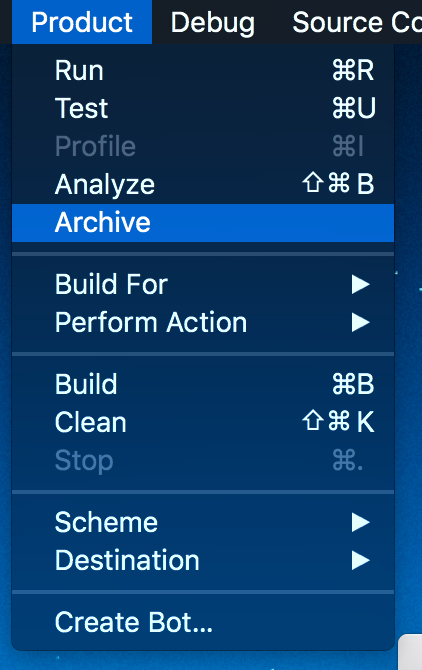 Product Debug Source Co
Run ⌘R
Test ⌘U
Profile ⌘I
Analyze ⇧⌘B
Archive
Build For ▶
Perform Action ▶
Build ⌘B
Clean ⇧⌘K
Stop ⌘.
Scheme ▶
Destination ▶
Create Bot...